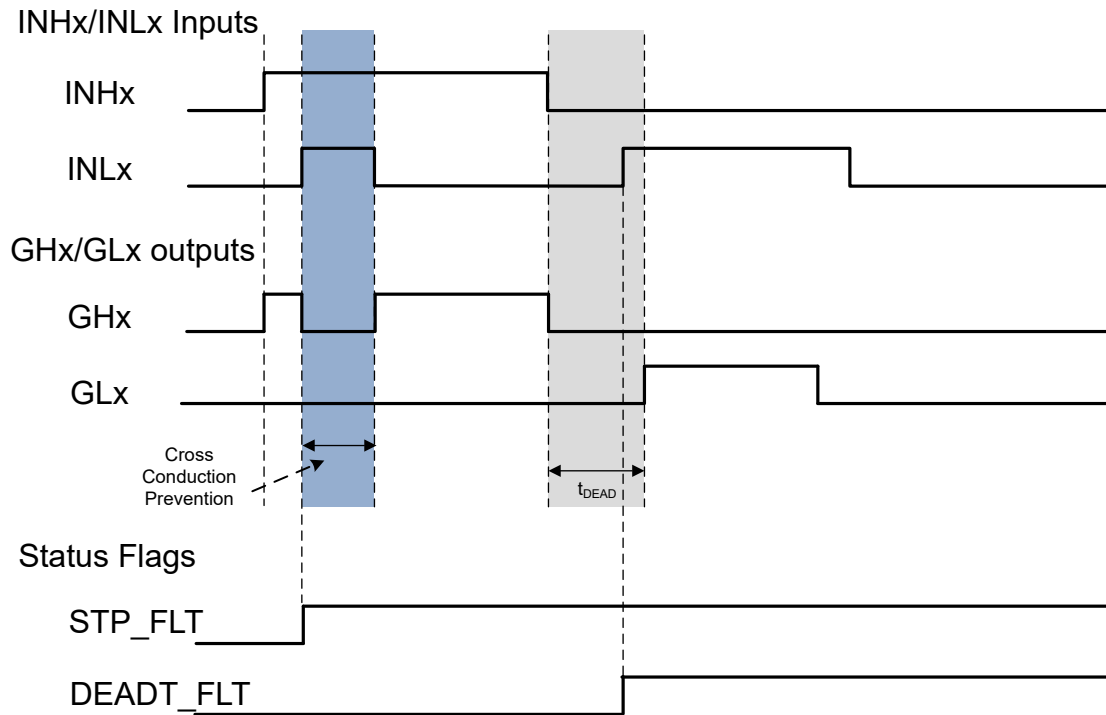 INHx/INLx Inputs
INHx
INLx
GHx/GLx outputs
GHx
GLx
Cross
Conduction
Prevention
tDEAD
Status Flags
STP_FLT
DEADT_FLT